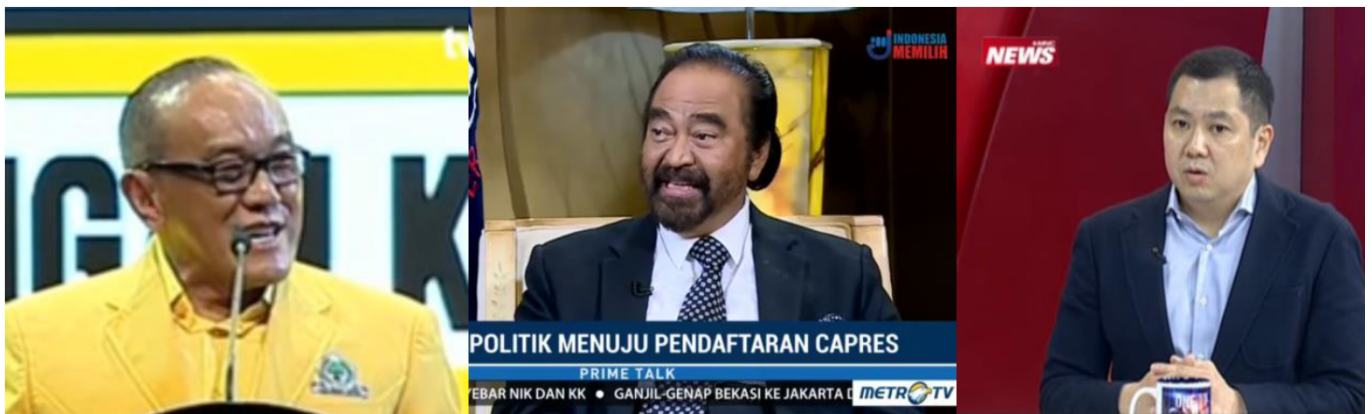 INDONESIA
MEMILIH
POLITIK MENUJU PENDAFTARAN CAPRES
PRIME TALK
YEBAR NIK DAN KK ● GANJIL-GENAP BEKASI KE JAKARTA D
METRO TV
NEWS